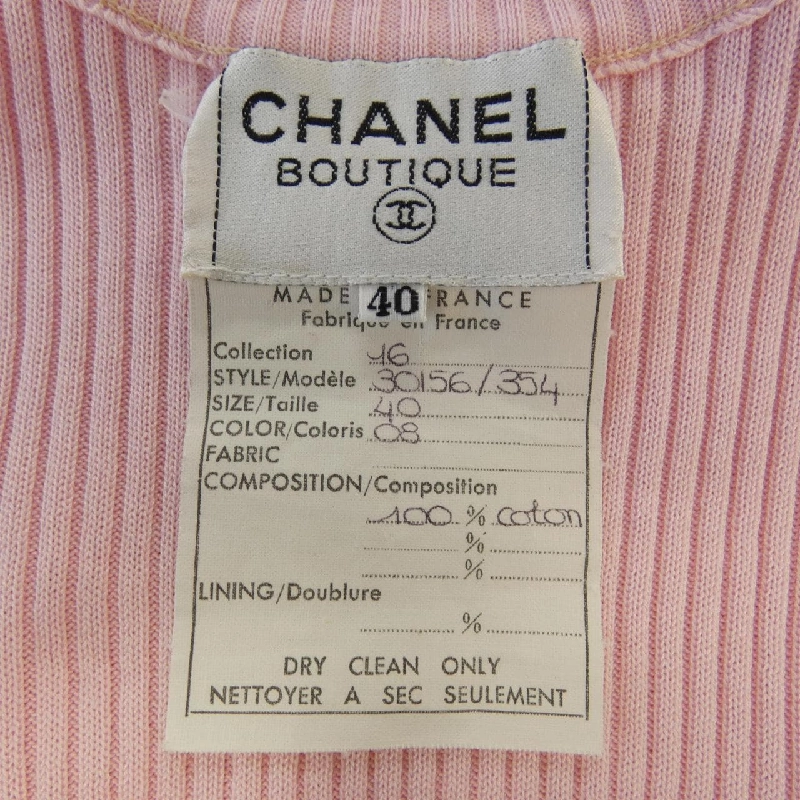 CHANEL
BOUTIQUE
MADE 40 FRANCE
Fabriqué en France
Collection 16
STYLE/Modèle 30156/354
SIZE/Taille 40
COLOR/Coloris 08
FABRIC
COMPOSITION/Composition
100 % coton
%
%
LINING/Doublure
%
DRY CLEAN ONLY
NETTOYER A SEC SEULEMENT